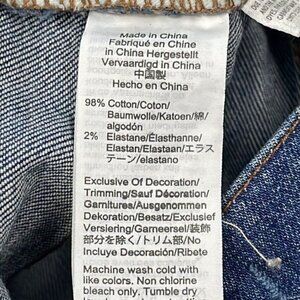 Made in China
Fabriqué en Chine
in China Hergestellt
Vervaardigd in China
中国製
Hecho en China
98% Cotton/Coton/
Baumwolle/Katoen/綿/
algodón
2% Elastane/Élasthanne/
Elastan/Elastaan/エラス
テーン/elastano
Exclusive Of Decoration/
Trimming/Sauf Décoration/
Garnitures/Ausgenommen
Dekoration/Besatz/Exclusief
Versiering/Garneersel/装飾
部分を除く/トリム部/No
Incluye Decoración/Ribete
Machine wash cold with
like colors. Non chlorine
bleach only. Tumble dry